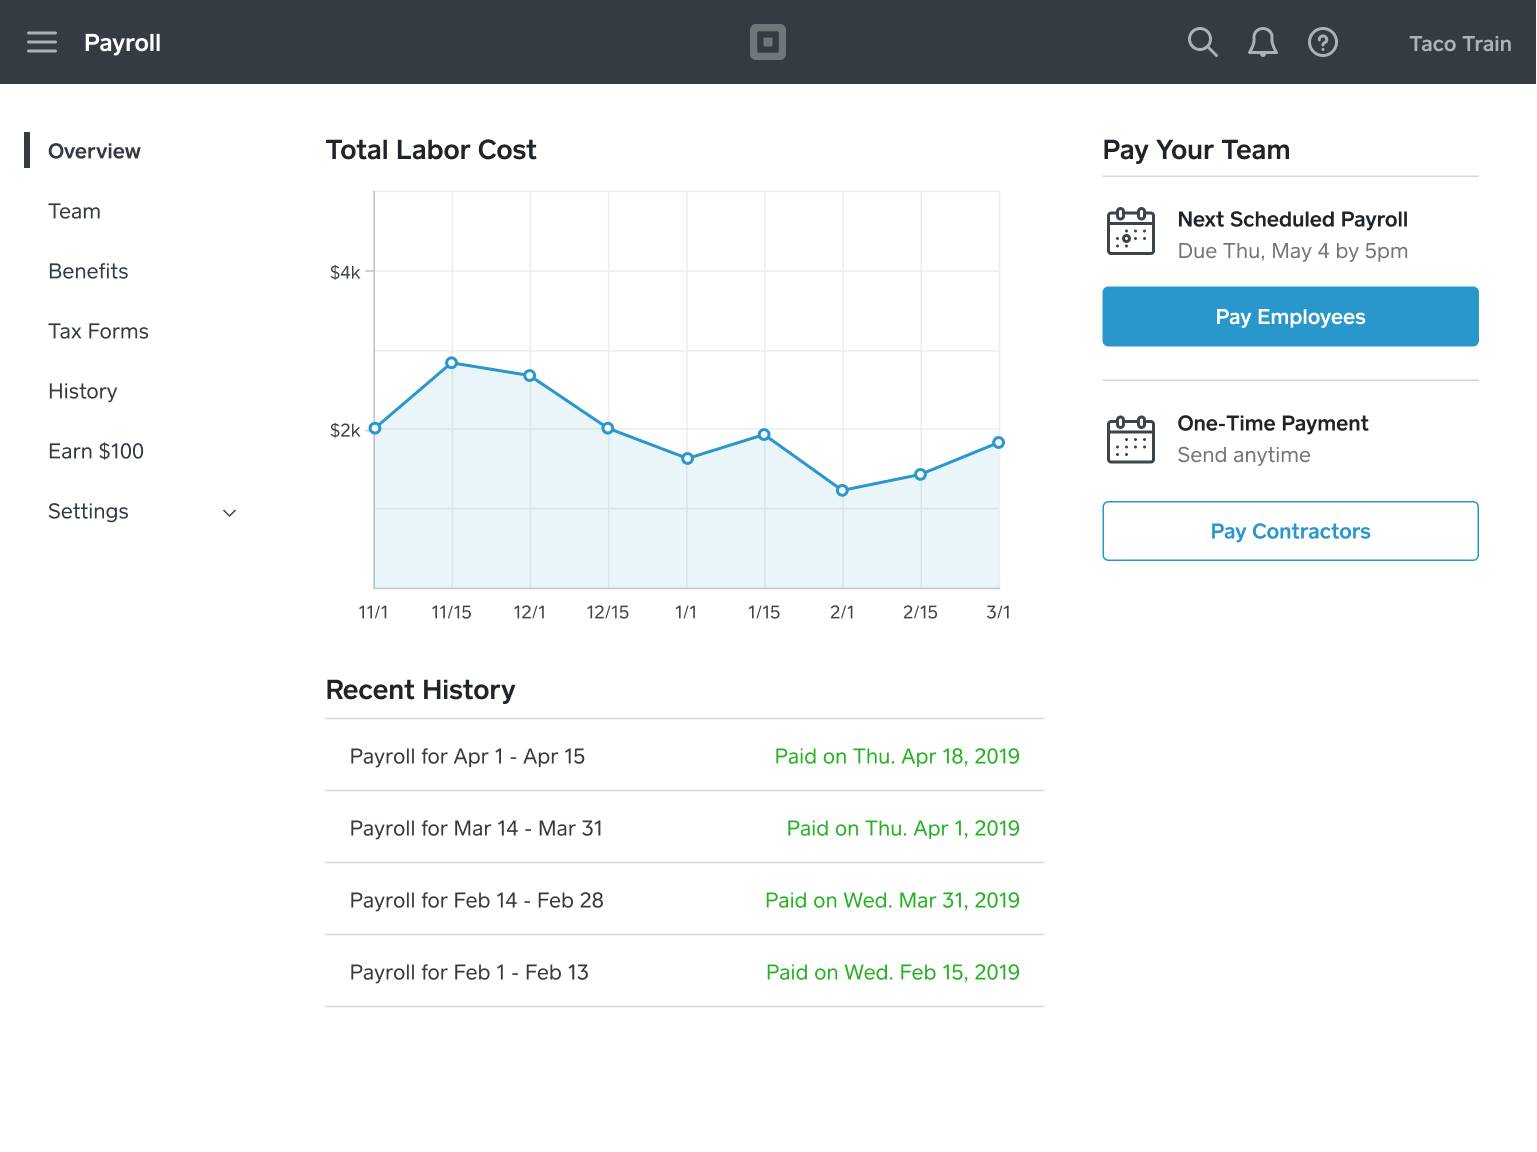 Payroll
Taco Train
Overview
Team
Benefits
Tax Forms
History
Earn $100
Settings
Total Labor Cost
$4k
$2k
11/1 11/15 12/1 12/15 1/1 1/15 2/1 2/15 3/1
Recent History
Payroll for Apr 1 - Apr 15 Paid on Thu. Apr 18, 2019
Payroll for Mar 14 - Mar 31 Paid on Thu. Apr 1, 2019
Payroll for Feb 14 - Feb 28 Paid on Wed. Mar 31, 2019
Payroll for Feb 1 - Feb 13 Paid on Wed. Feb 15, 2019
Pay Your Team
Next Scheduled Payroll
Due Thu, May 4 by 5pm
Pay Employees
One-Time Payment
Send anytime
Pay Contractors